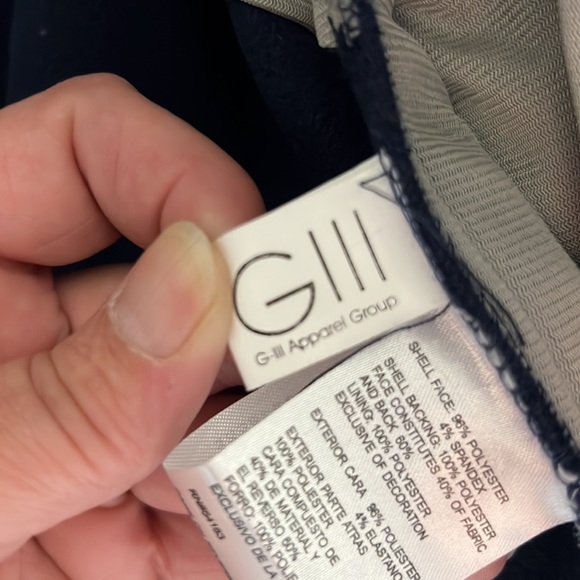 GIII
G-III Apparel Group
SHELL FACE: 96% POLYESTER
4% SPANDEX
SHELL BACKING: 100% POLYESTER
FACE CONSTITUTES 40% OF FABRIC
AND BACK 60%
LINING: 100% POLYESTER
EXCLUSIVE OF DECORATION
EXTERIOR CARA 96% POLIESTER
4% ELASTANO
EXTERIOR PARTE ATRAS
100% POLIESTER
CARA COMPUESTO DE
40% DE MATERIAL Y
EL REVERSO 60%
FORRO: 100% POLIE
EXCLUSIVO DE LA